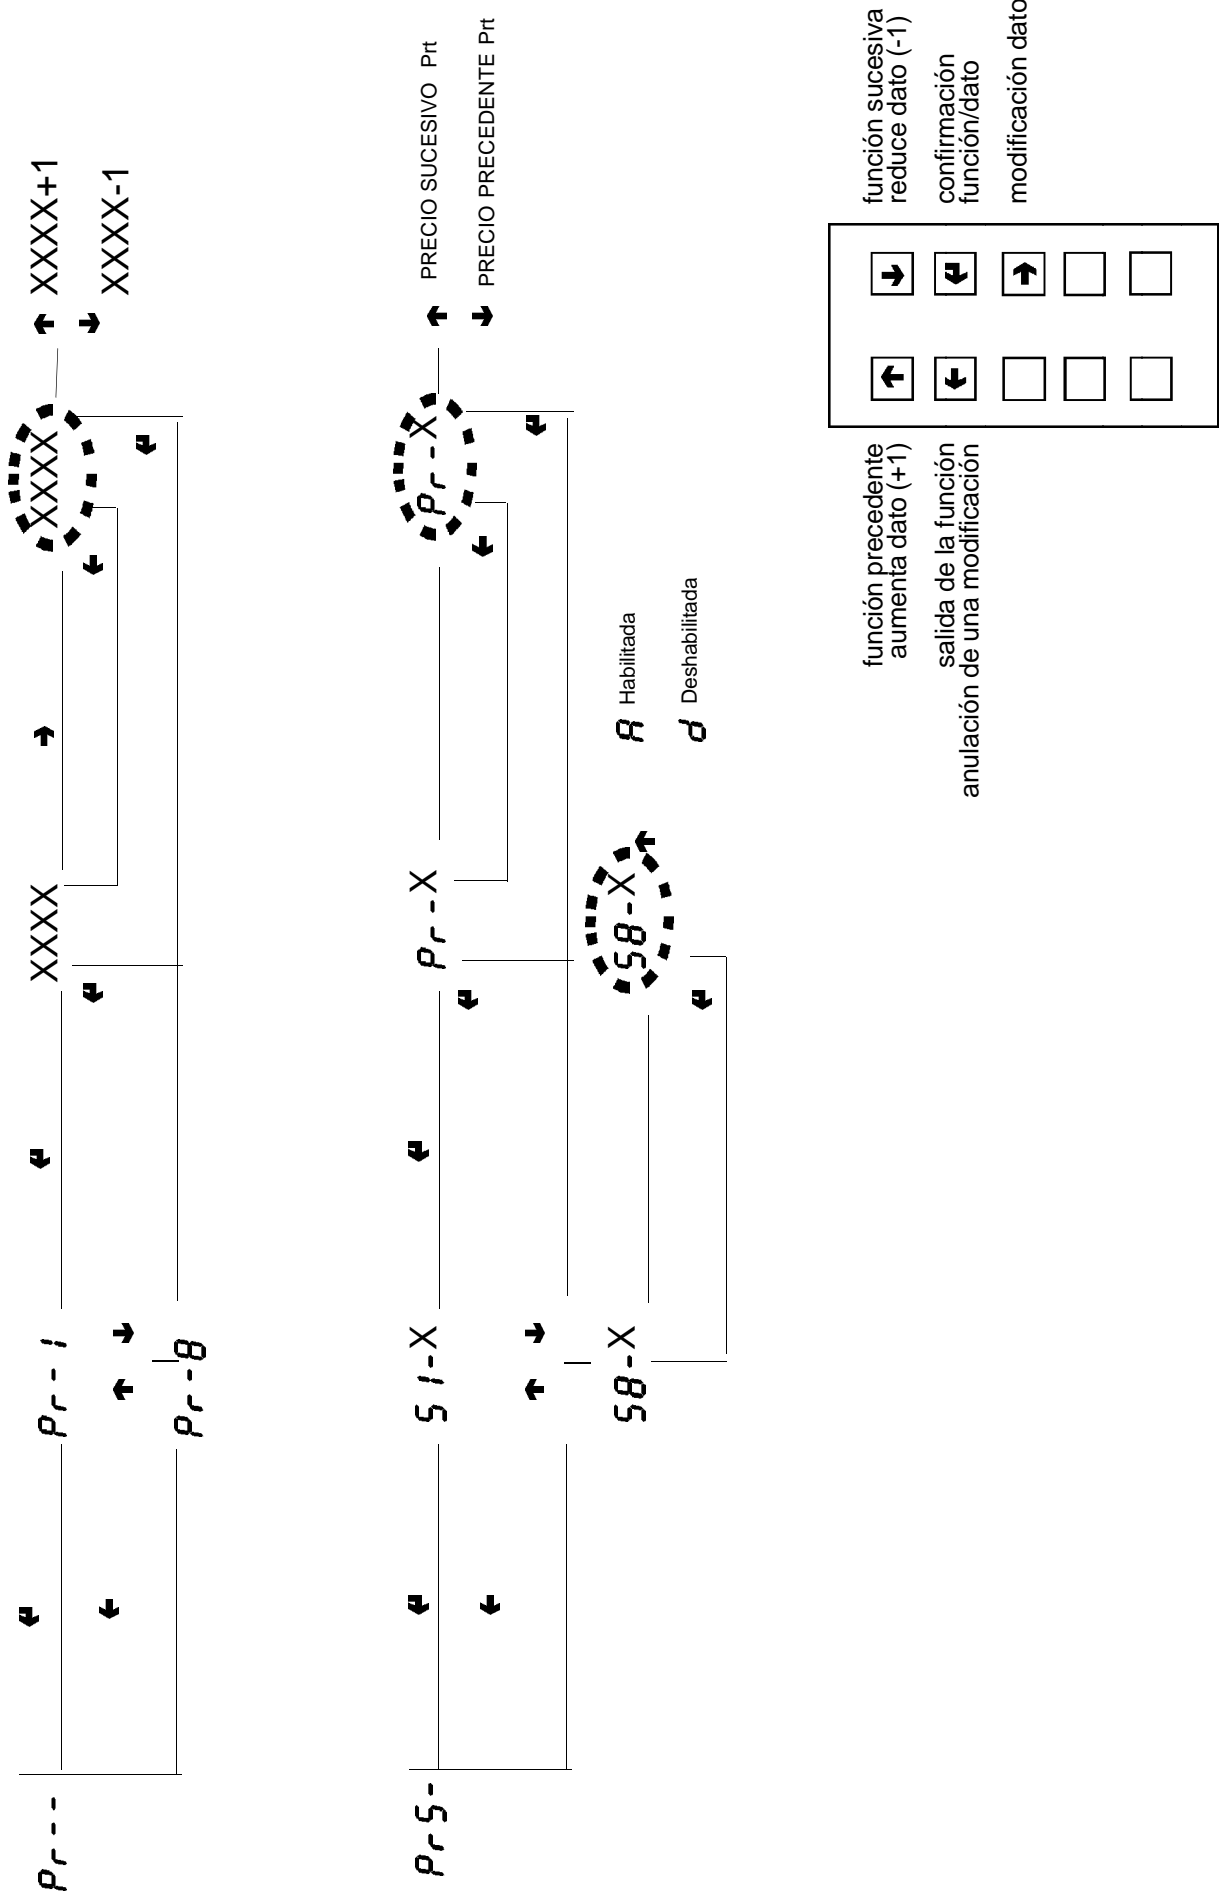 Pr---
Pr--1
XXXX
XXXX
XXXX+1
XXXX-1
Pr--8
PrS-
S1-X
Pr--X
Pr--X
PRECIO SUCESIVO Prt
PRECIO PRECEDENTE Prt
S8-X
S8-X
A Habilitada
d Deshabilitada
función precedente
aumenta dato (+1)
salida de la función
anulación de una modificación
función sucesiva
reduce dato (-1)
confirmación
función/dato
modificación dato